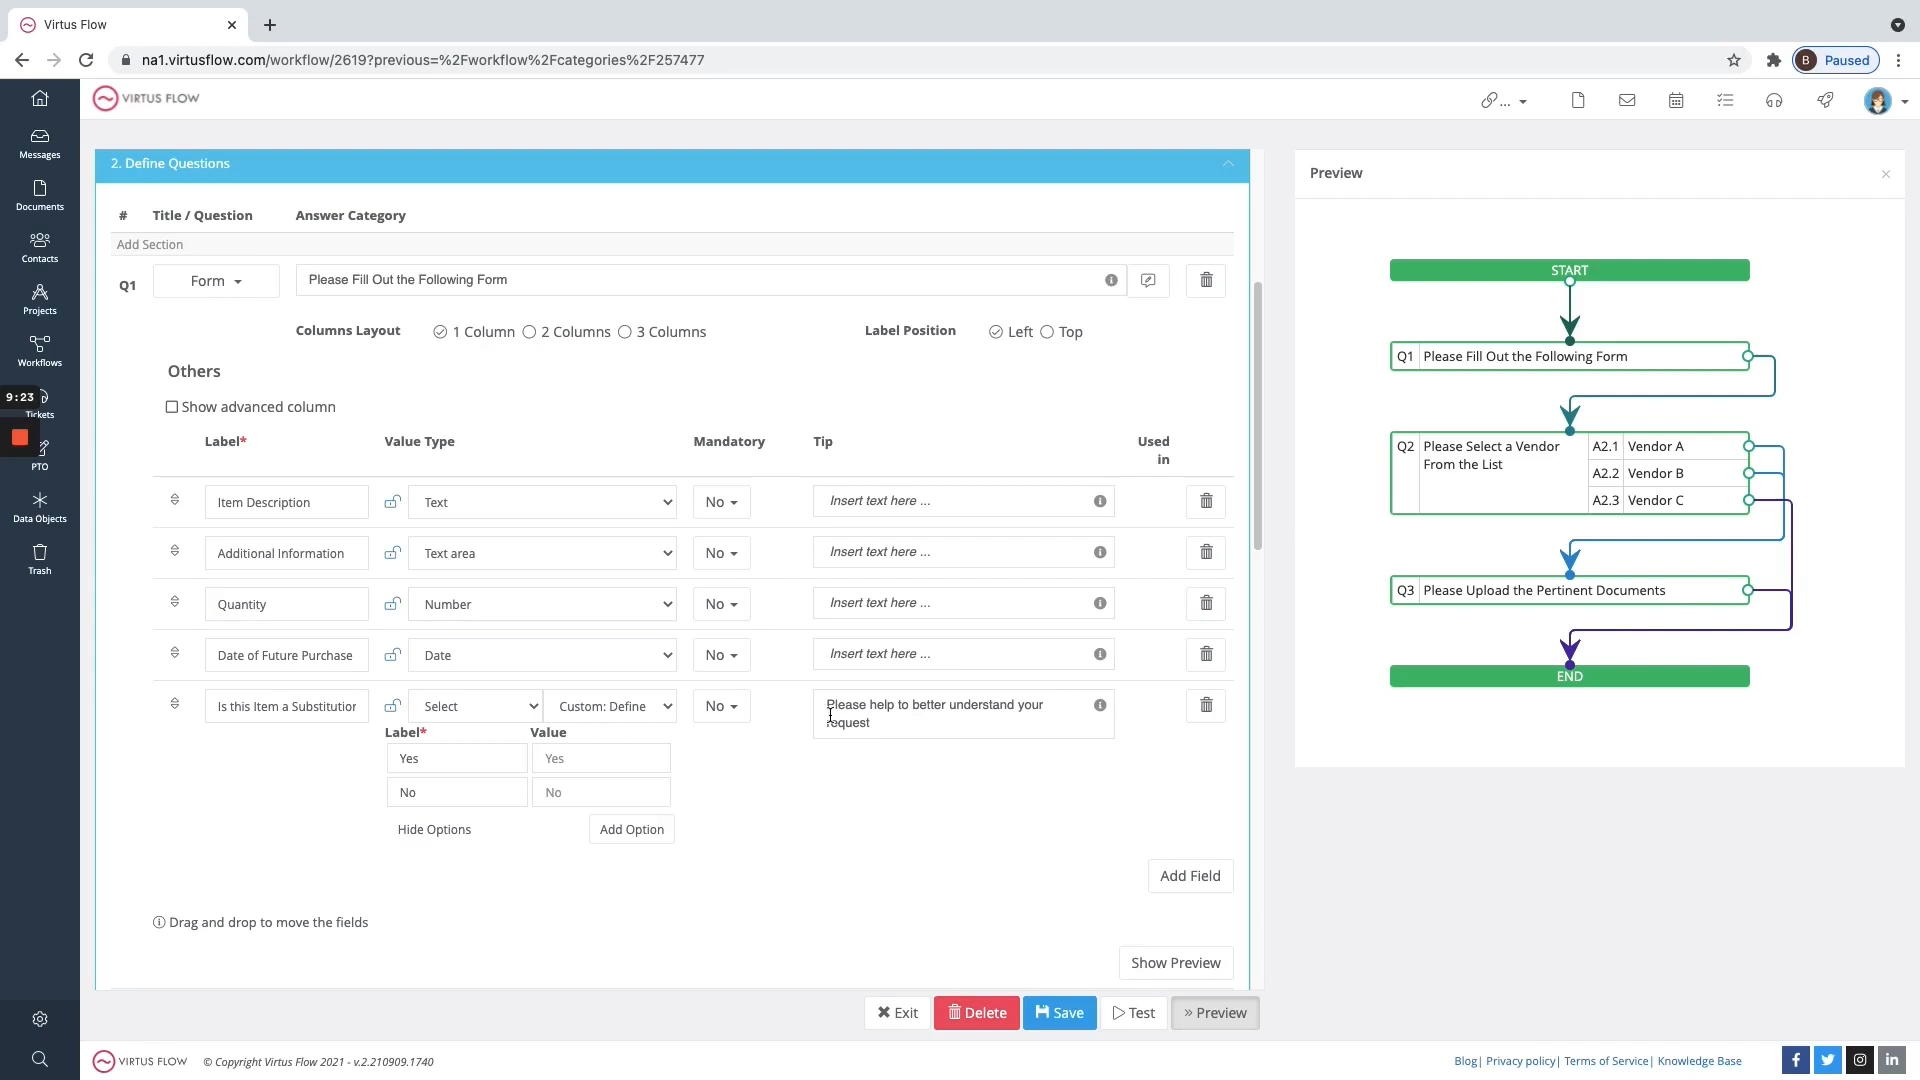 Virtus Flow
na1.virtusflow.com/workflow/2619?previous=%2Fworkflow%2Fcategories%2F257477
B Paused
VIRTUS FLOW
...
Messages
Documents
Contacts
Projects
Workflows
9:23
Tickets
PTO
Data Objects
Trash
2. Define Questions
# Title / Question Answer Category
Add Section
Q1 Form Please Fill Out the Following Form
Columns Layout 1 Column 2 Columns 3 Columns Label Position Left Top
Others
Show advanced column
Label* Value Type Mandatory Tip Used
in
Item Description Text No Insert text here ...
Additional Information Text area No Insert text here ...
Quantity Number No Insert text here ...
Date of Future Purchase Date No Insert text here ...
Is this Item a Substitution Select Custom: Define No Please help to better understand your
request
Label* Value
Yes Yes
No No
Hide Options Add Option
Add Field
Drag and drop to move the fields
Show Preview
Exit Delete Save Test » Preview
Preview
START
Q1 Please Fill Out the Following Form
Q2 Please Select a Vendor A2.1 Vendor A
From the List A2.2 Vendor B
A2.3 Vendor C
Q3 Please Upload the Pertinent Documents
END
VIRTUS FLOW © Copyright Virtus Flow 2021 - v.2.210909.1740
Blog| Privacy policy| Terms of Service| Knowledge Base